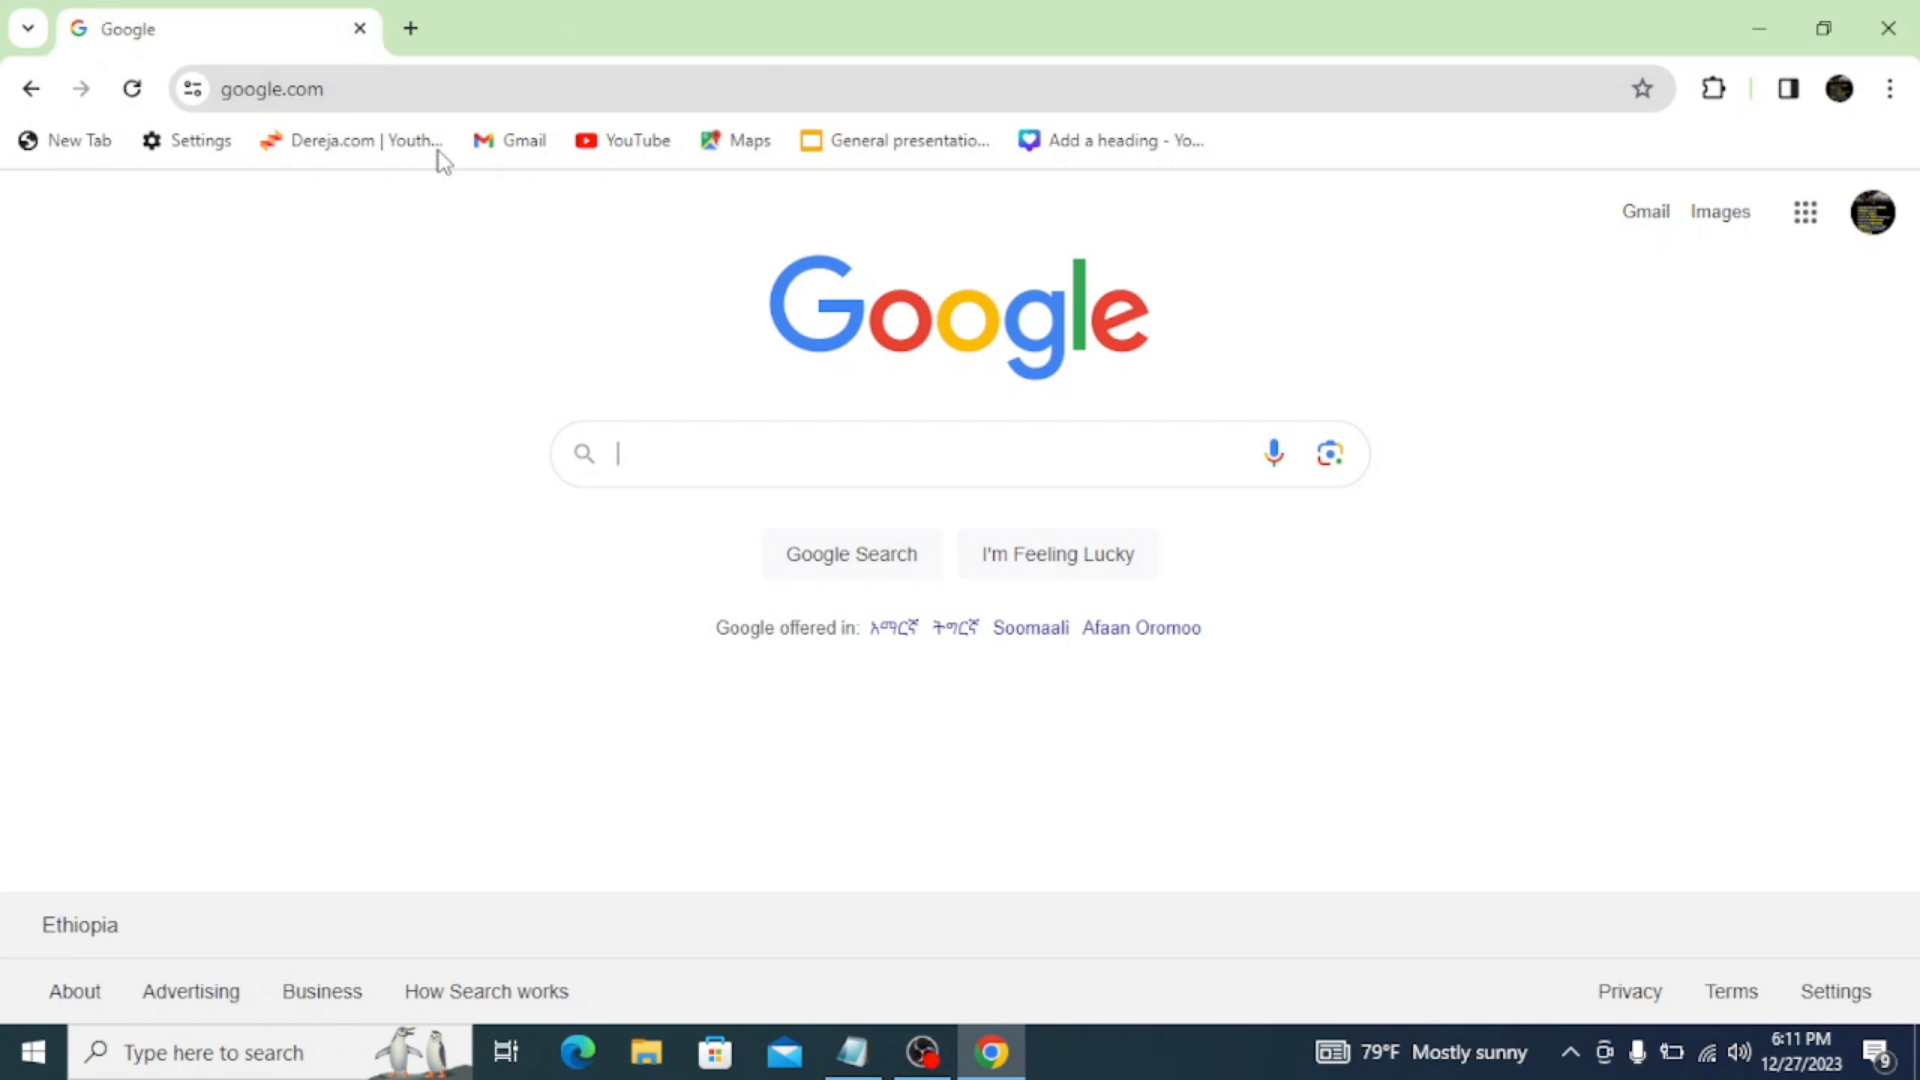 Google
google.com
New Tab Settings Dereja.com | Youth... Gmail YouTube Maps General presentatio... Add a heading - Yo...
Gmail Images
Google
Google Search I'm Feeling Lucky
Google offered in: አማርኛ ትግርኛ Soomaali Afaan Oromoo
Ethiopia
About Advertising Business How Search works Privacy Terms Settings
Type here to search 79°F Mostly sunny 6:11 PM
12/27/2023 9